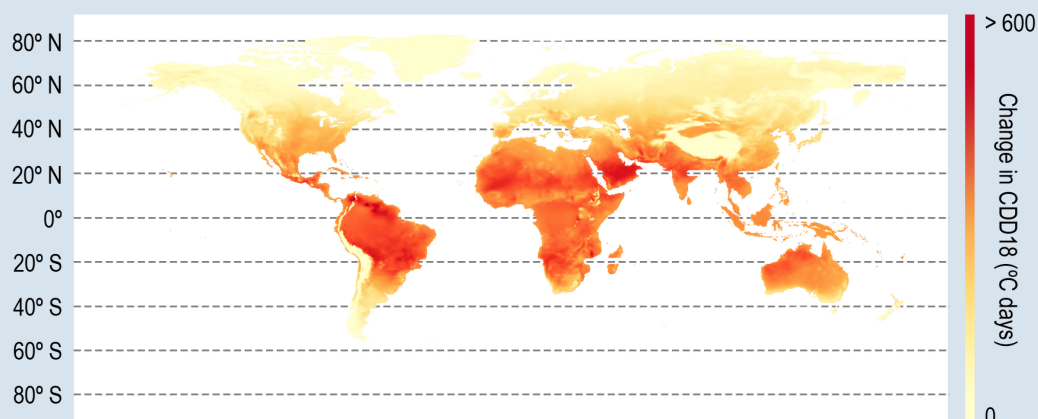 80º N
60º N
40º N
20º N
0º
20º S
40º S
60º S
80º S
> 600
Change in CDD18 (ºC days)
0